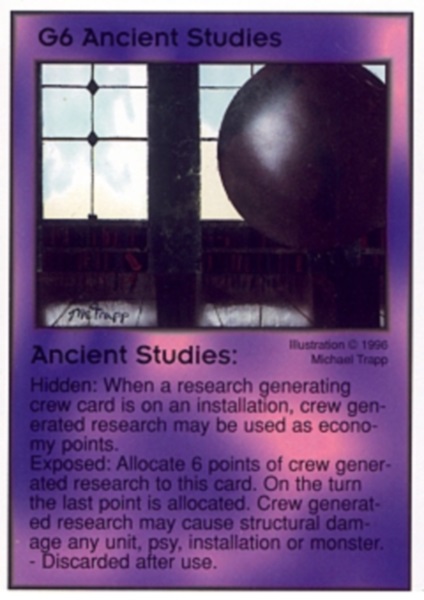 G6 Ancient Studies
M Trapp
Illustration © 1996
Michael Trapp
Ancient Studies:
Hidden: When a research generating
crew card is on an installation, crew gen-
erated research may be used as econo-
my points.
Exposed: Allocate 6 points of crew gener-
ated research to this card. On the turn
the last point is allocated. Crew generat-
ed research may cause structural dam-
age any unit, psy, installation or monster.
- Discarded after use.